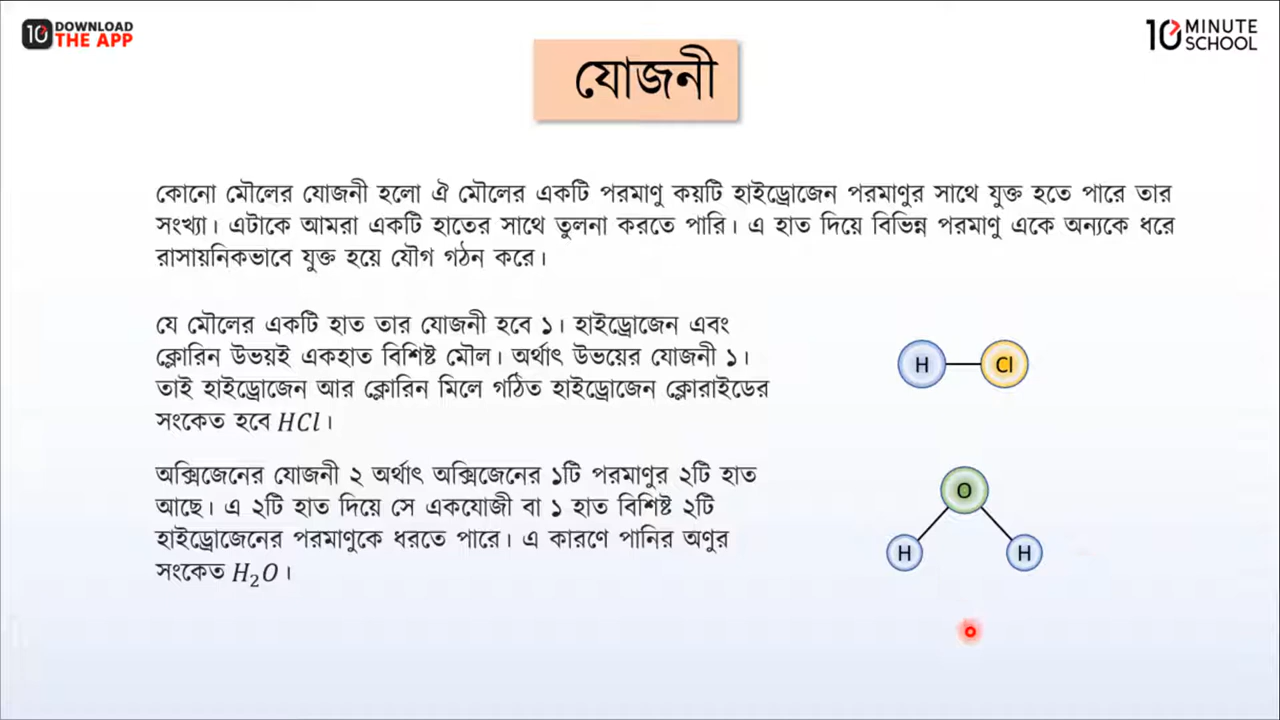 10 DOWNLOAD
THE APP
10 MINUTE
SCHOOL
যোজনী
কোনো মৌলের যোজনী হলো ঐ মৌলের একটি পরমাণু কয়টি হাইড্রোজেন পরমাণুর সাথে যুক্ত হতে পারে তার
সংখ্যা। এটাকে আমরা একটি হাতের সাথে তুলনা করতে পারি। এ হাত দিয়ে বিভিন্ন পরমাণু একে অন্যকে ধরে
রাসায়নিকভাবে যুক্ত হয়ে যৌগ গঠন করে।
যে মৌলের একটি হাত তার যোজনী হবে ১। হাইড্রোজেন এবং
ক্লোরিন উভয়ই একহাত বিশিষ্ট মৌল। অর্থাৎ উভয়ের যোজনী ১।
তাই হাইড্রোজেন আর ক্লোরিন মিলে গঠিত হাইড্রোজেন ক্লোরাইডের
সংকেত হবে HCl।
H Cl
অক্সিজেনের যোজনী ২ অর্থাৎ অক্সিজেনের ১টি পরমাণুর ২টি হাত
আছে। এ ২টি হাত দিয়ে সে একযোজী বা ১ হাত বিশিষ্ট ২টি
হাইড্রোজেনের পরমাণুকে ধরতে পারে। এ কারণে পানির অণুর
সংকেত H₂O।
O
H H